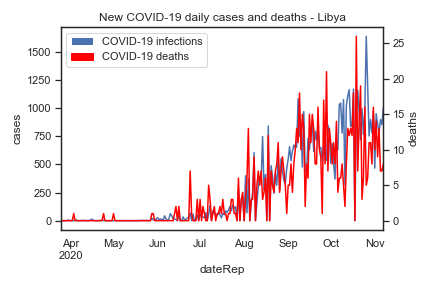 New COVID-19 daily cases and deaths - Libya
COVID-19 infections
COVID-19 deaths
cases
1500
1250
1000
750
500
250
0
deaths
25
20
15
10
5
0
Apr May Jun Jul Aug Sep Oct Nov
2020
dateRep